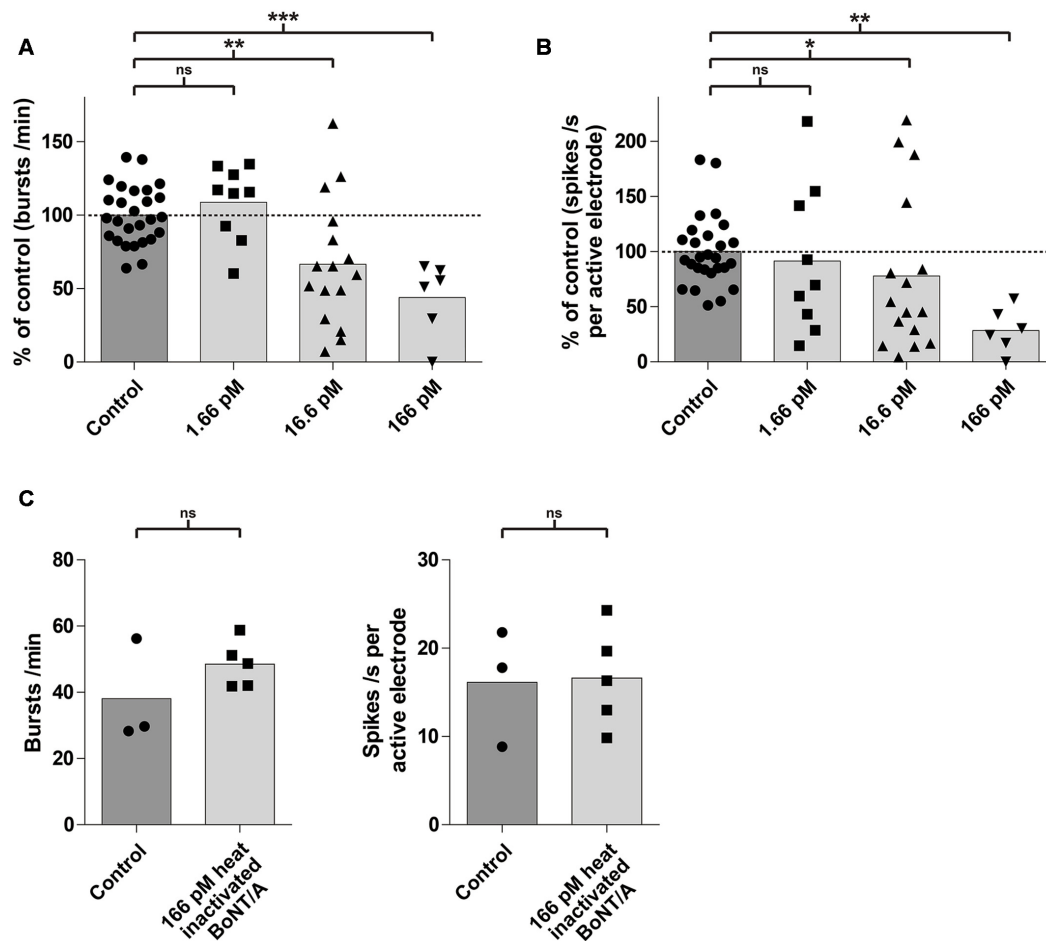 A
***
**
ns
% of control (bursts /min)
150
100
50
0
Control
1.66 pM
16.6 pM
166 pM
B
**
*
ns
% of control (spikes /s
per active electrode)
200
150
100
50
0
Control
1.66 pM
16.6 pM
166 pM
C
ns
Bursts /min
80
60
40
20
0
Control
166 pM heat
inactivated
BoNT/A
ns
Spikes /s per
active electrode
30
20
10
0
Control
166 pM heat
inactivated
BoNT/A